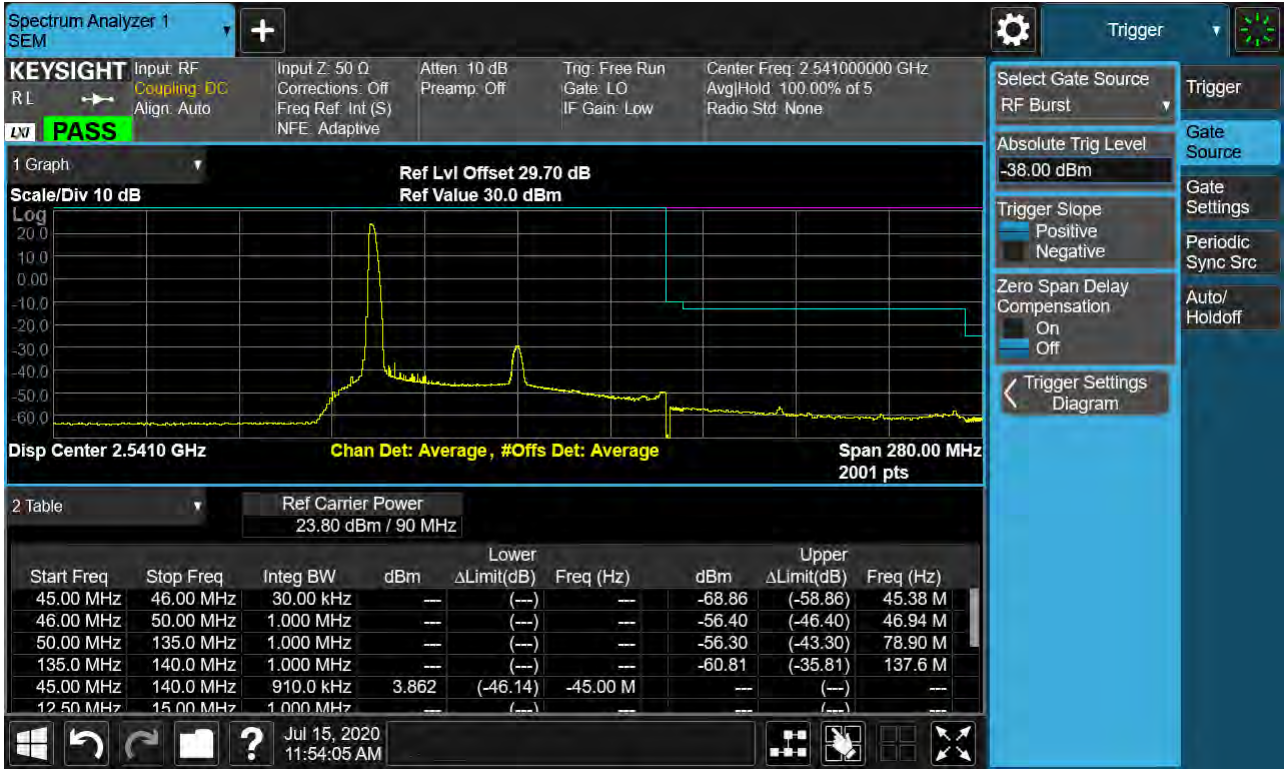 Spectrum Analyzer 1
SEM
Trigger
KEYSIGHT
R L
LXI
PASS
Input: RF
Coupling: DC
Align: Auto
Input Z: 50 Ω
Corrections: Off
Freq Ref: Int (S)
NFE: Adaptive
Atten: 10 dB
Preamp: Off
Trig: Free Run
Gate: LO
IF Gain: Low
Center Freq: 2.541000000 GHz
Avg|Hold: 100.00% of 5
Radio Std: None
1 Graph
Scale/Div 10 dB
Ref Lvl Offset 29.70 dB
Ref Value 30.0 dBm
Log
20.0
10.0
0.00
-10.0
-20.0
-30.0
-40.0
-50.0
-60.0
Disp Center 2.5410 GHz
Chan Det: Average, #Offs Det: Average
Span 280.00 MHz
2001 pts
2 Table
Ref Carrier Power
23.80 dBm / 90 MHz
Lower Upper
Start Freq Stop Freq Integ BW dBm ΔLimit(dB) Freq (Hz) dBm ΔLimit(dB) Freq (Hz)
45.00 MHz 46.00 MHz 30.00 kHz --- (---) --- -68.86 (-58.86) 45.38 M
46.00 MHz 50.00 MHz 1.000 MHz --- (---) --- -56.40 (-46.40) 46.94 M
50.00 MHz 135.0 MHz 1.000 MHz --- (---) --- -56.30 (-43.30) 78.90 M
135.0 MHz 140.0 MHz 1.000 MHz --- (---) --- -60.81 (-35.81) 137.6 M
45.00 MHz 140.0 MHz 910.0 kHz 3.862 (-46.14) -45.00 M --- (---) ---
12.50 MHz 15.00 MHz 1.000 MHz --- (---) --- --- (---) ---
Jul 15, 2020
11:54:05 AM
Select Gate Source
RF Burst
Absolute Trig Level
-38.00 dBm
Trigger Slope
Positive
Negative
Zero Span Delay
Compensation
On
Off
Trigger Settings
Diagram
Trigger
Gate
Source
Gate
Settings
Periodic
Sync Src
Auto/
Holdoff